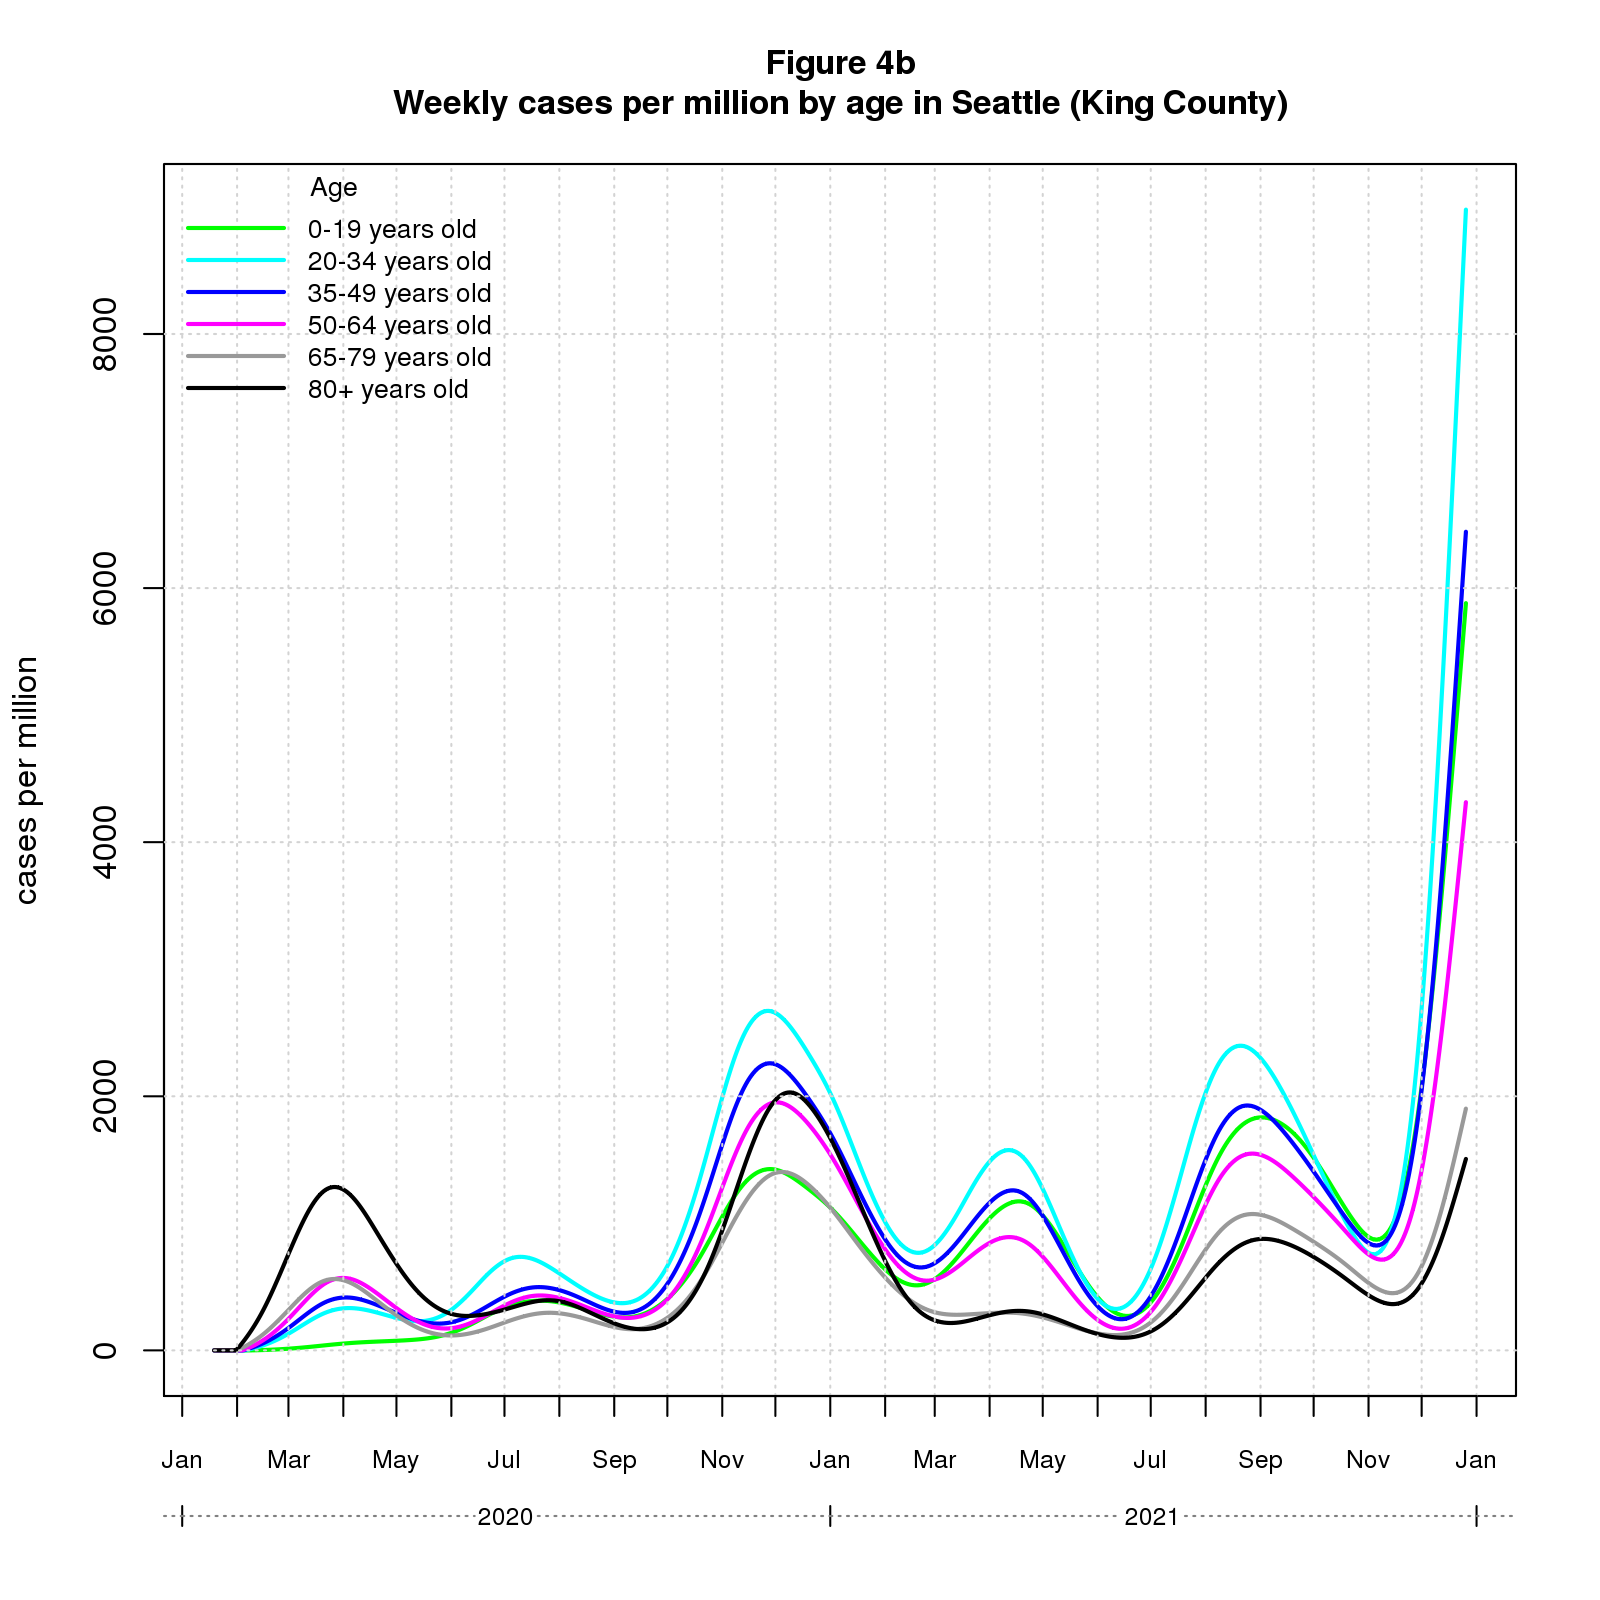 Figure 4b
Weekly cases per million by age in Seattle (King County)
Age
0-19 years old
20-34 years old
35-49 years old
50-64 years old
65-79 years old
80+ years old
cases per million
8000
6000
4000
2000
0
Jan Mar May Jul Sep Nov Jan Mar May Jul Sep Nov Jan
2020 2021